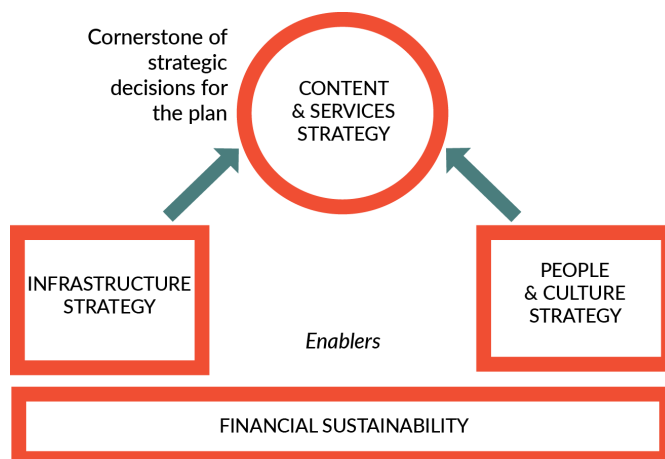 Cornerstone of
strategic
decisions for
the plan
CONTENT
& SERVICES
STRATEGY
INFRASTRUCTURE
STRATEGY
PEOPLE
& CULTURE
STRATEGY
Enablers
FINANCIAL SUSTAINABILITY